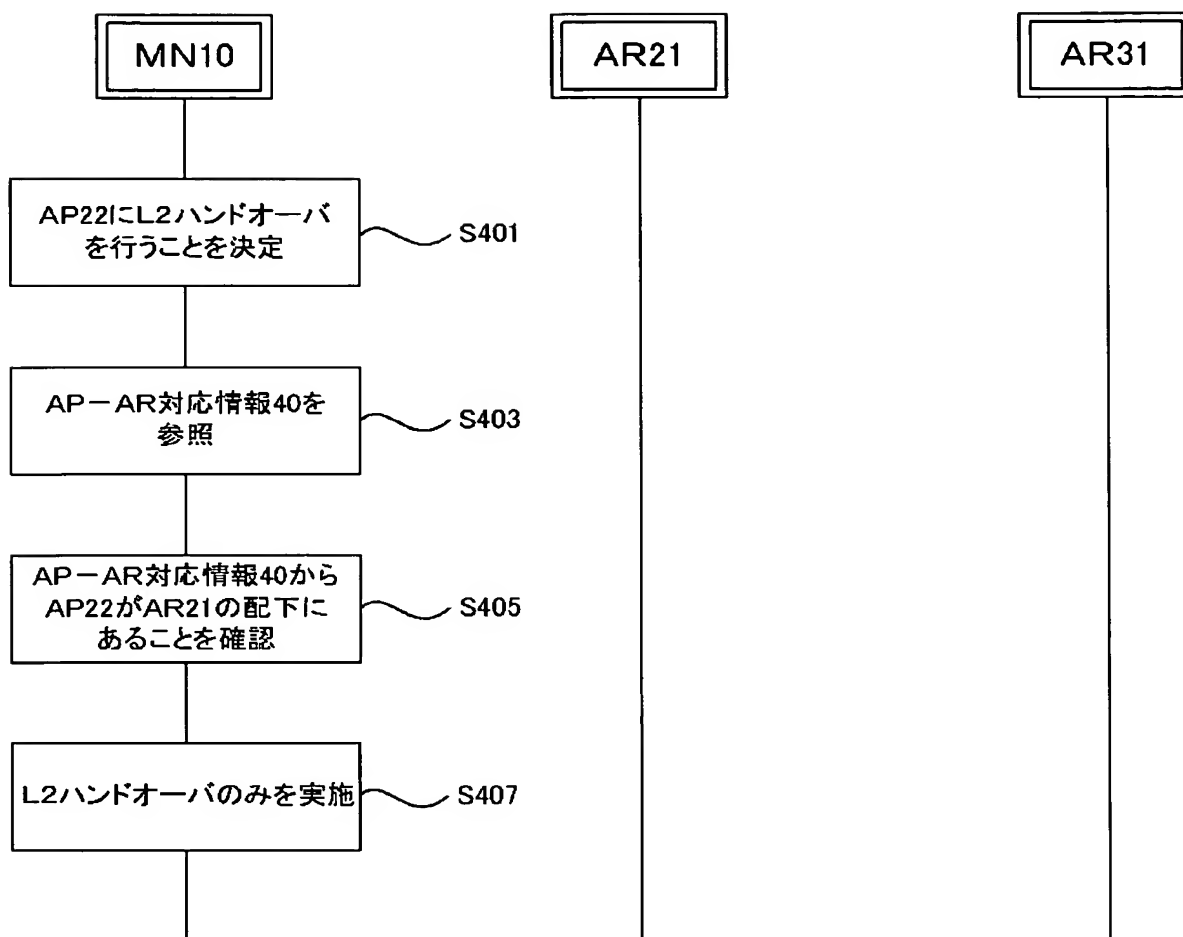 MN10
AR21
AR31
AP22にL2ハンドオーバ
を行うことを決定
S401
AP－AR対応情報40を
参照
S403
AP－AR対応情報40から
AP22がAR21の配下に
あることを確認
S405
L2ハンドオーバのみを実施
S407